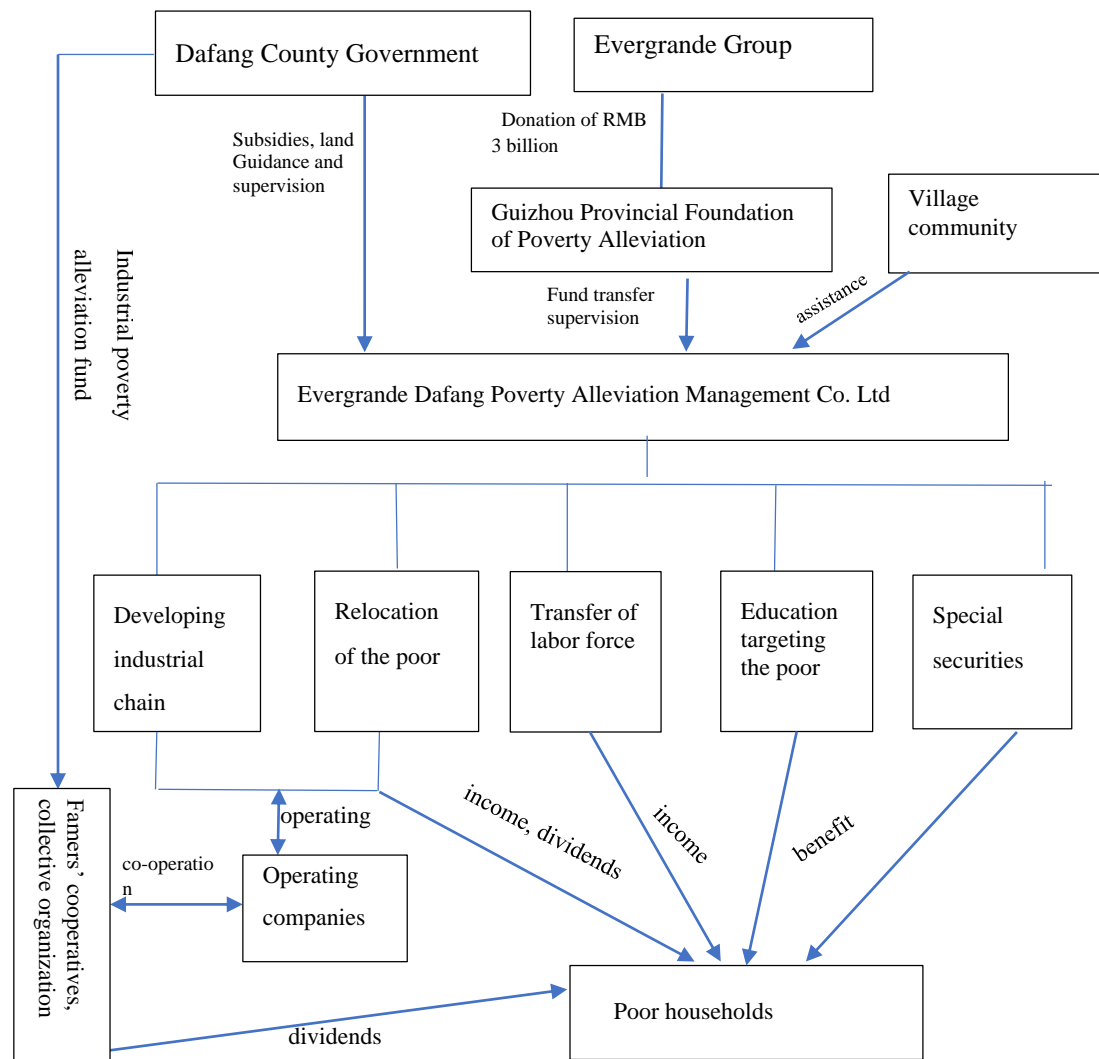 Dafang County Government
Evergrande Group
Donation of RMB
3 billion
Subsidies, land
Guidance and
supervision
Village
community
Guizhou Provincial Foundation
of Poverty Alleviation
Industrial poverty
alleviation fund
Fund transfer
supervision
assistance
Evergrande Dafang Poverty Alleviation Management Co. Ltd
Developing
industrial
chain
Relocation
of the poor
Transfer of
labor force
Education
targeting
the poor
Special
securities
Famers’ cooperatives,
collective organization
operating
income, dividends
income
benefit
co-operatio
n
Operating
companies
Poor households
dividends